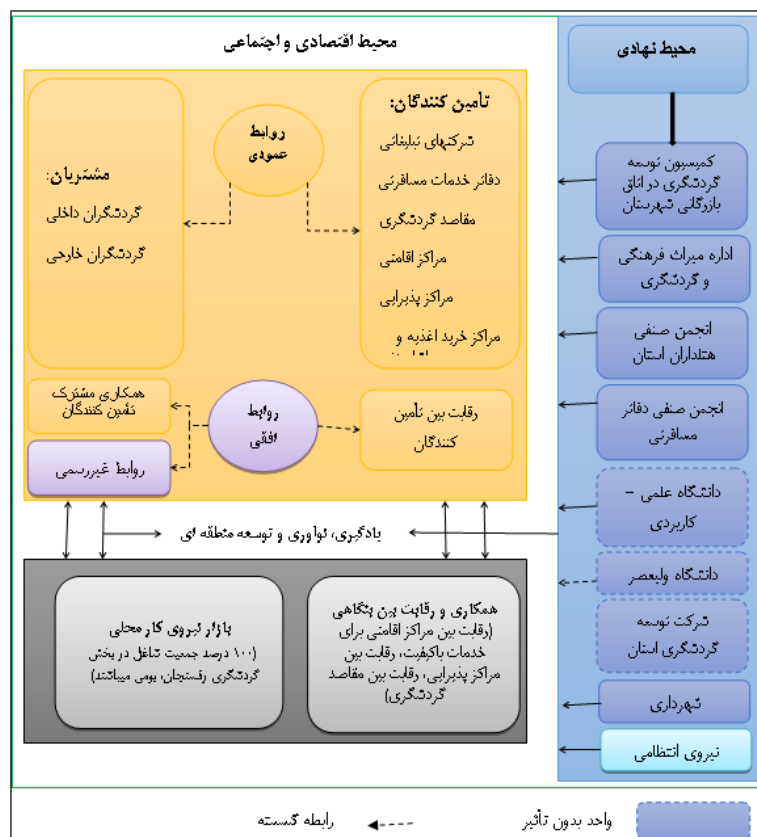 محیط نهادی
کمیسیون توسعه
گردشگری در اتاق
بازرگانی شهرستان
اداره میراث فرهنگی
و گردشگری
انجمن صنفی
هتلداران استان
انجمن صنفی دفاتر
مسافرتی
دانشگاه علمی –
کاربردی
دانشگاه ولیعصر
شرکت توسعه
گردشگری استان
شهرداری
نیروی انتظامی
محیط اقتصادی و اجتماعی
تأمین کنندگان:
شرکتهای تبلیغاتی
دفاتر خدمات مسافرتی
مقاصد گردشگری
مراکز اقامتی
مراکز پذیرایی
مراکز خرید اغذیه و
روابط
عمودی
مشتریان:
گردشگران داخلی
گردشگران خارجی
رقابت بین تأمین
کنندگان
روابط
افقی
همکاری مشترک
تأمین کنندگان
روابط غیررسمی
یادگیری، نوآوری و توسعه منطقه ای
همکاری و رقابت بین بنگاهی
(رقابت بین مراکز اقامتی برای
خدمات باکیفیت، رقابت بین
مراکز پذیرایی، رقابت بین مقاصد
گردشگری)
بازار نیروی کار محلی
(۱۰۰ درصد جمعیت شاغل در بخش
گردشگری رفسنجان، بومی میباشند)
واحد بدون تأثیر
رابطه گسسته